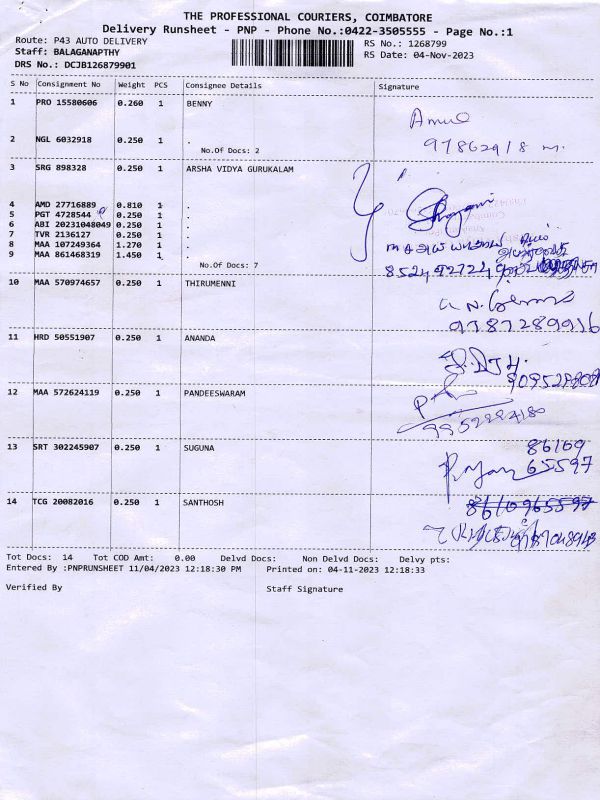 THE PROFESSIONAL COURIERS, COIMBATORE
Delivery Runsheet - PNP - Phone No.:0422-3505555 - Page No.:1
Route: P43 AUTO DELIVERY
RS No.: 1268799
Staff: BALAGANAPTHY
RS Date: 04-Nov-2023
DRS No.: DCJB126879901
S No Consignment No Weight PCS Consignee Details Signature
1 PRO 15580606 0.260 1 BENNY
Amul
2 NGL 6032918 0.250 1 .
No.Of Docs: 2
3 SRG 898328 0.250 1 ARSHA VIDYA GURUKALAM
4 AMD 27716889 0.810 1 .
5 PGT 4728544 0.250 1 .
6 ABI 20231048049 0.250 1 .
7 TVR 2136127 0.250 1 .
8 MAA 107249364 1.270 1 .
9 MAA 861468319 1.450 1 .
No.Of Docs: 7
10 MAA 570974657 0.250 1 THIRUMENNI
9787289916
11 HRD 50551907 0.250 1 ANANDA
12 MAA 572624119 0.250 1 PANDEESWARAM
13 SRT 302245907 0.250 1 SUGUNA
86109
65597
14 TCG 20082016 0.250 1 SANTHOSH
8610965597
Tot Docs: 14 Tot COD Amt: 0.00 Delvd Docs: Non Delvd Docs: Delvy pts:
Entered By :PNPRUNSHEET 11/04/2023 12:18:30 PM Printed on: 04-11-2023 12:18:33
Verified By Staff Signature